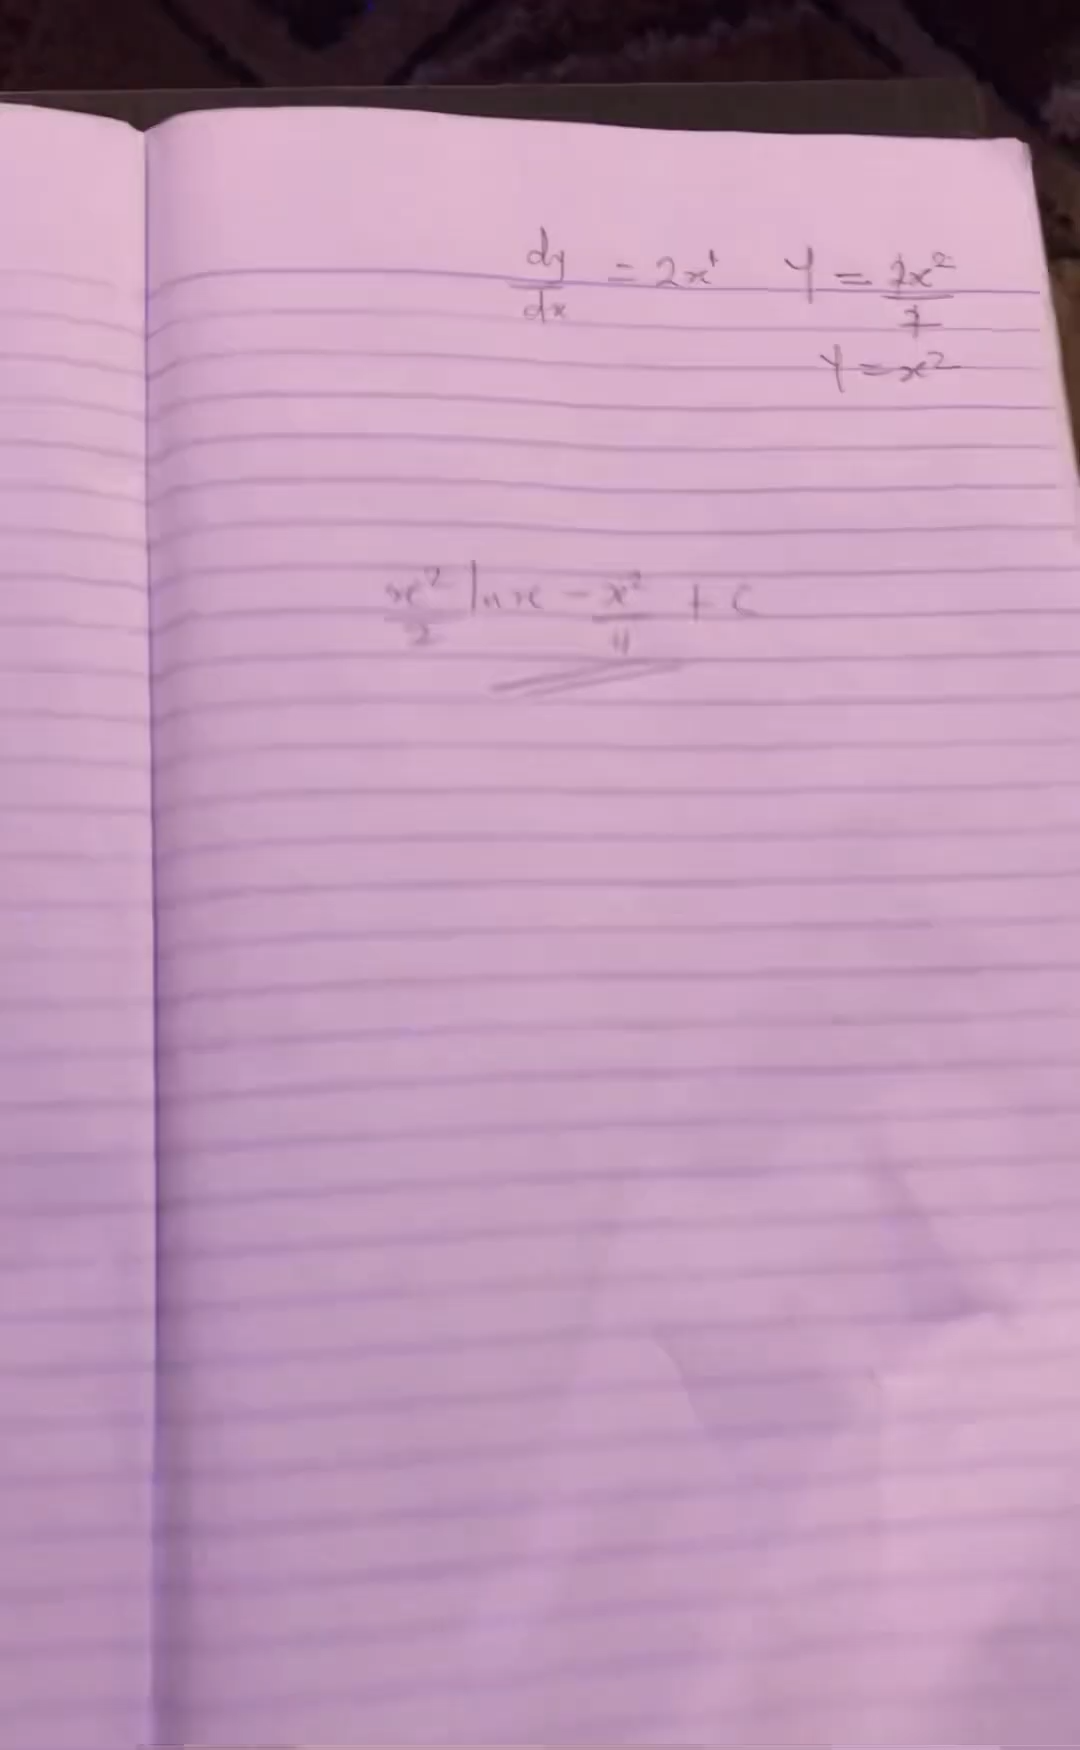 dy/dx = 2x¹ Y = 2x²/2
Y = x²
x²/2 ln x - x²/4 + c